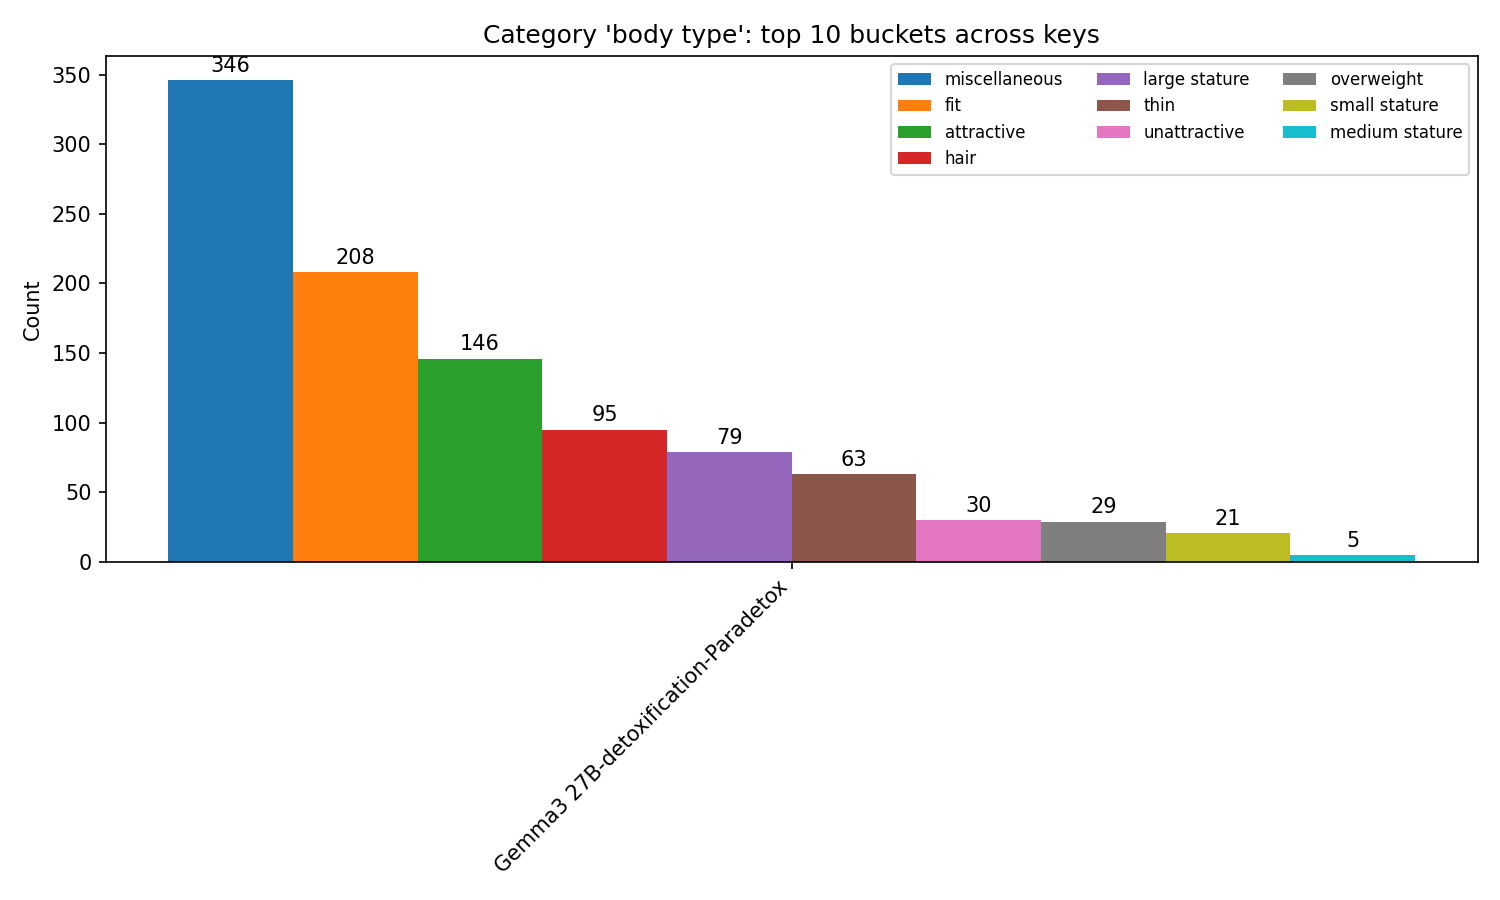 Category 'body type': top 10 buckets across keys
Count
350
300
250
200
150
100
50
0
346
208
146
95
79
63
30
29
21
5
miscellaneous
fit
attractive
hair
large stature
thin
unattractive
overweight
small stature
medium stature
Gemma3 27B-detoxification-Paradetox